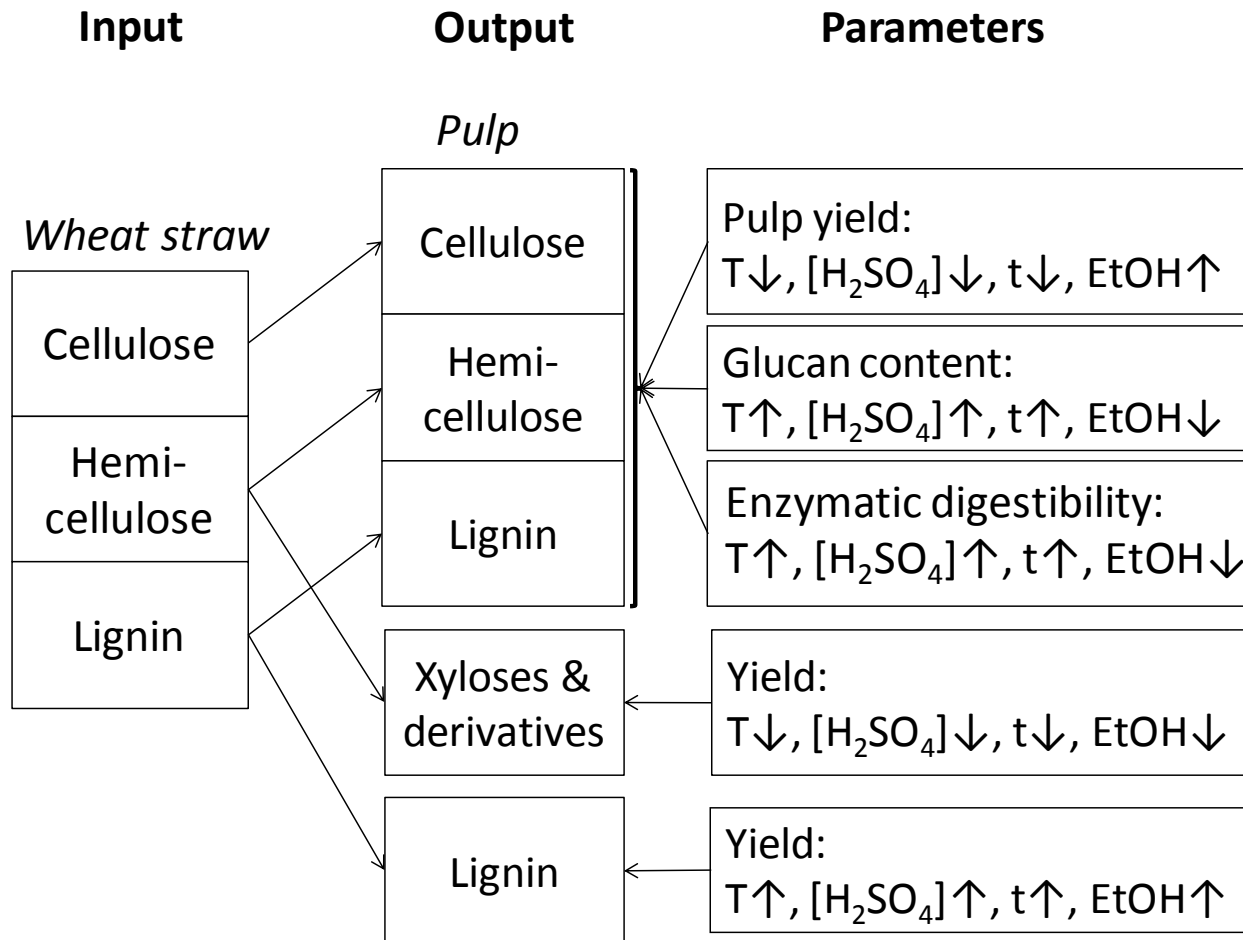 Input
Output
Parameters
Wheat straw
Cellulose
Hemi-
cellulose
Lignin
Pulp
Cellulose
Hemi-
cellulose
Lignin
Xyloses &
derivatives
Lignin
Pulp yield:
T↓, [H₂SO₄]↓, t↓, EtOH↑
Glucan content:
T↑, [H₂SO₄]↑, t↑, EtOH↓
Enzymatic digestibility:
T↑, [H₂SO₄]↑, t↑, EtOH↓
Yield:
T↓, [H₂SO₄]↓, t↓, EtOH↓
Yield:
T↑, [H₂SO₄]↑, t↑, EtOH↑